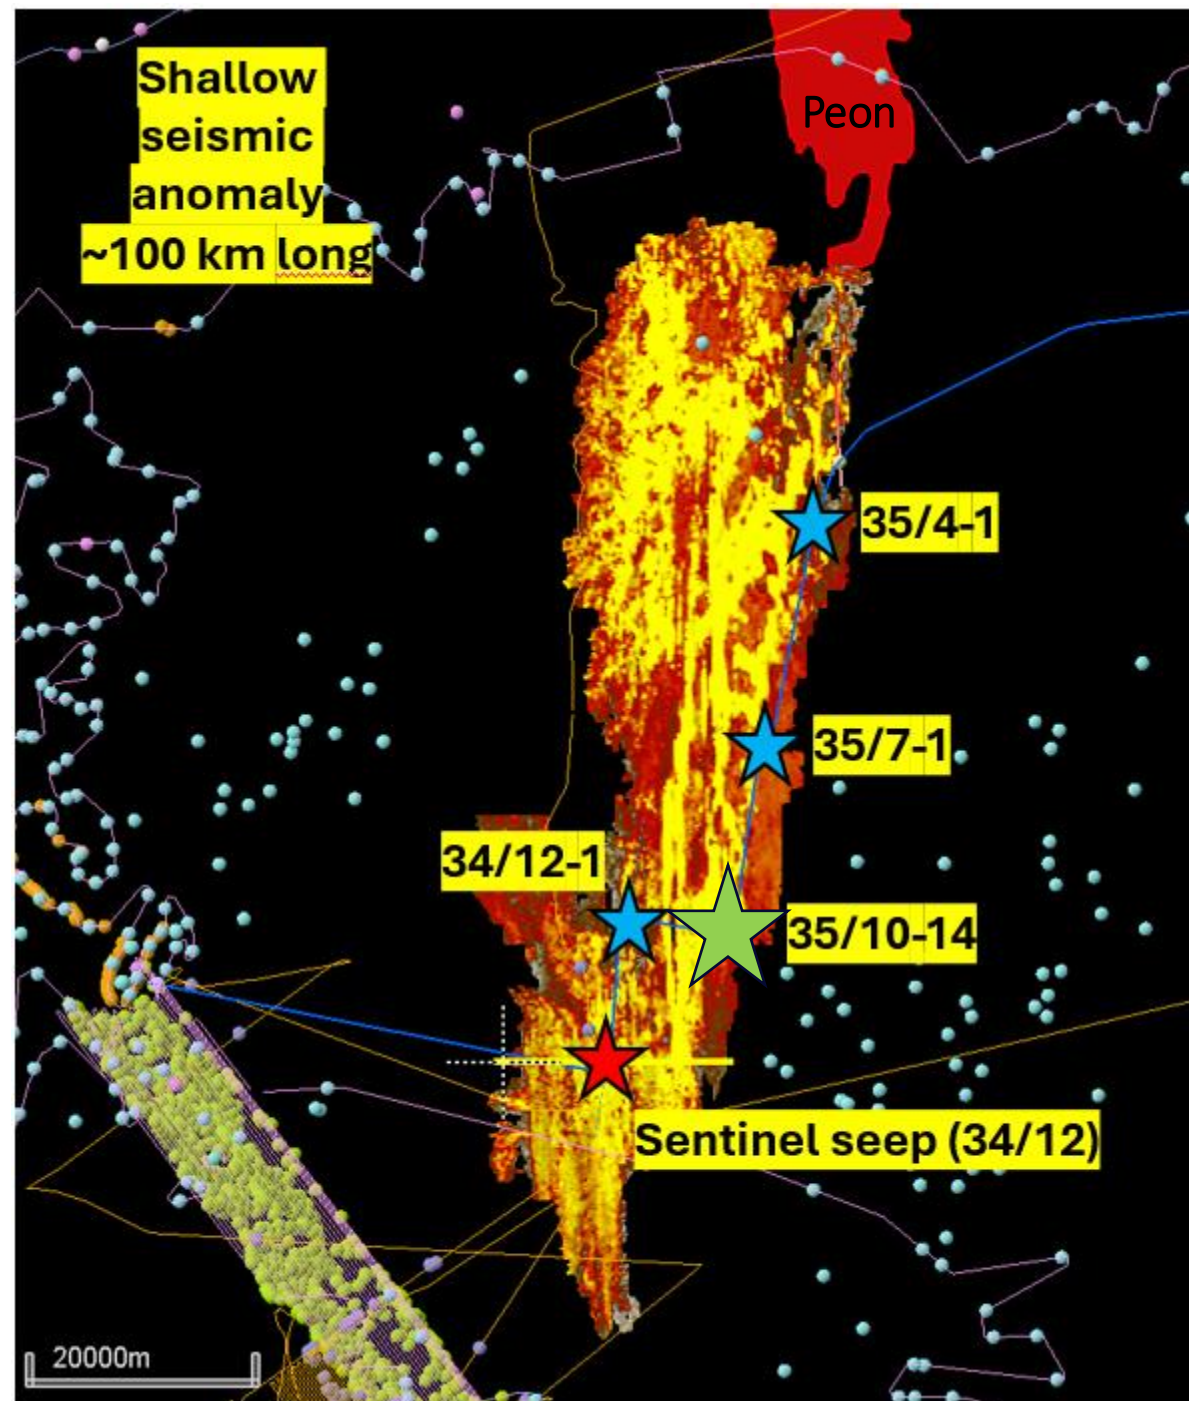 Shallow
seismic
anomaly
~100 km long
Peon
35/4-1
35/7-1
34/12-1
35/10-14
Sentinel seep (34/12)
20000m